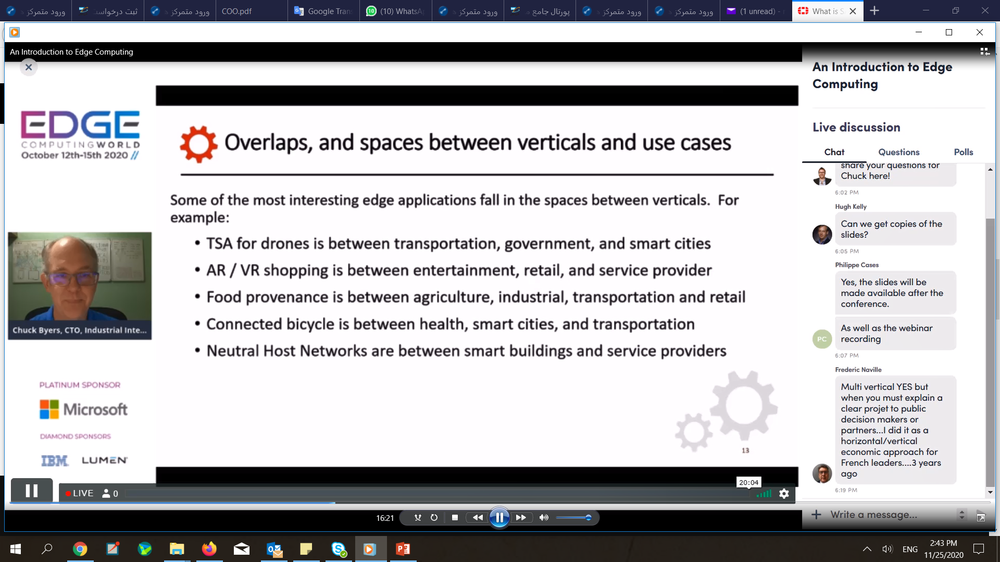 ورود متمرکز د
ثبت درخواست
ورود متمرکز د
COO.pdf
Google Tran
(10) WhatsA
ورود متمرکز د
پورتال جامع م
ورود متمرکز د
ورود متمرکز د
(1 unread) -
What is S
An Introduction to Edge Computing
EDGE
COMPUTINGWORLD
October 12th-15th 2020 //
Chuck Byers, CTO, Industrial Inte...
PLATINUM SPONSOR
Microsoft
DIAMOND SPONSORS
IBM LUMEN
Overlaps, and spaces between verticals and use cases
Some of the most interesting edge applications fall in the spaces between verticals. For
example:
• TSA for drones is between transportation, government, and smart cities
• AR / VR shopping is between entertainment, retail, and service provider
• Food provenance is between agriculture, industrial, transportation and retail
• Connected bicycle is between health, smart cities, and transportation
• Neutral Host Networks are between smart buildings and service providers
13
20:04
LIVE 0
16:21
An Introduction to Edge
Computing
Live discussion
Chat Questions Polls
share your questions for
Chuck here!
6:02 PM
Hugh Kelly
Can we get copies of the
slides?
6:05 PM
Philippe Cases
Yes, the slides will be
made available after the
conference.
As well as the webinar
recording
PC
6:07 PM
Frederic Naville
Multi vertical YES but
when you must explain a
clear projet to public
decision makers or
partners...I did it as a
horizontal/vertical
economic approach for
French leaders....3 years
ago
6:19 PM
Write a message...
ENG
2:43 PM
11/25/2020